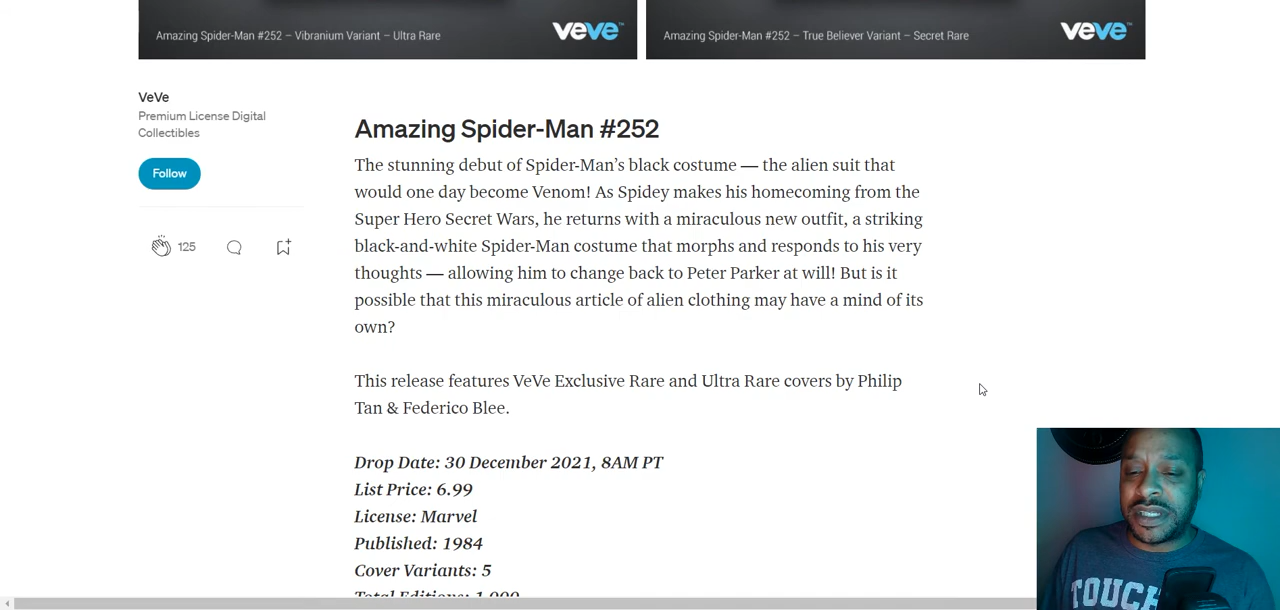 Amazing Spider-Man #252 – Vibranium Variant – Ultra Rare
veve™
Amazing Spider-Man #252 – True Believer Variant – Secret Rare
veve™
VeVe
Premium License Digital
Collectibles
Follow
125
Amazing Spider-Man #252
The stunning debut of Spider-Man’s black costume — the alien suit that
would one day become Venom! As Spidey makes his homecoming from the
Super Hero Secret Wars, he returns with a miraculous new outfit, a striking
black-and-white Spider-Man costume that morphs and responds to his very
thoughts — allowing him to change back to Peter Parker at will! But is it
possible that this miraculous article of alien clothing may have a mind of its
own?
This release features VeVe Exclusive Rare and Ultra Rare covers by Philip
Tan & Federico Blee.
Drop Date: 30 December 2021, 8AM PT
List Price: 6.99
License: Marvel
Published: 1984
Cover Variants: 5
Total Editions: 1,000
TOUCH